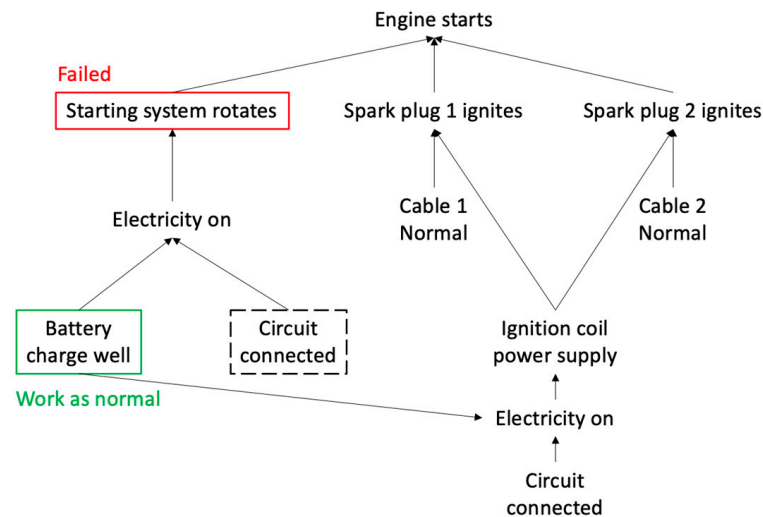 Engine starts
Failed
Starting system rotates
Spark plug 1 ignites
Spark plug 2 ignites
Electricity on
Cable 1
Normal
Cable 2
Normal
Battery
charge well
Circuit
connected
Ignition coil
power supply
Work as normal
Electricity on
Circuit
connected